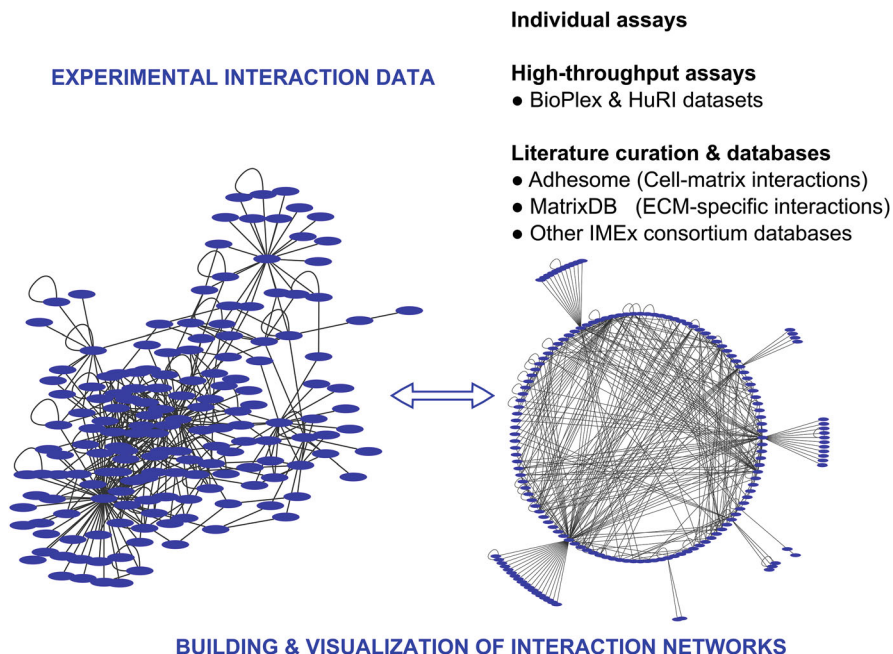 Individual assays
EXPERIMENTAL INTERACTION DATA
High-throughput assays
● BioPlex & HuRI datasets
Literature curation & databases
● Adhesome (Cell-matrix interactions)
● MatrixDB (ECM-specific interactions)
● Other IMEx consortium databases
BUILDING & VISUALIZATION OF INTERACTION NETWORKS